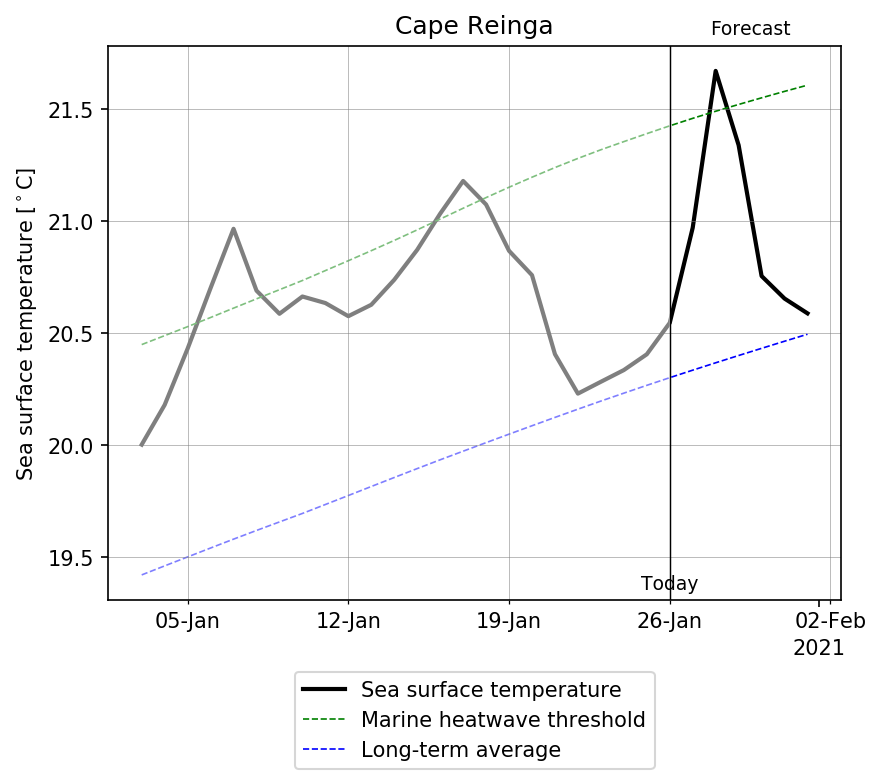 Cape Reinga
Forecast
Sea surface temperature [°C]
21.5
21.0
20.5
20.0
19.5
Today
05-Jan 12-Jan 19-Jan 26-Jan 02-Feb
2021
Sea surface temperature
Marine heatwave threshold
Long-term average